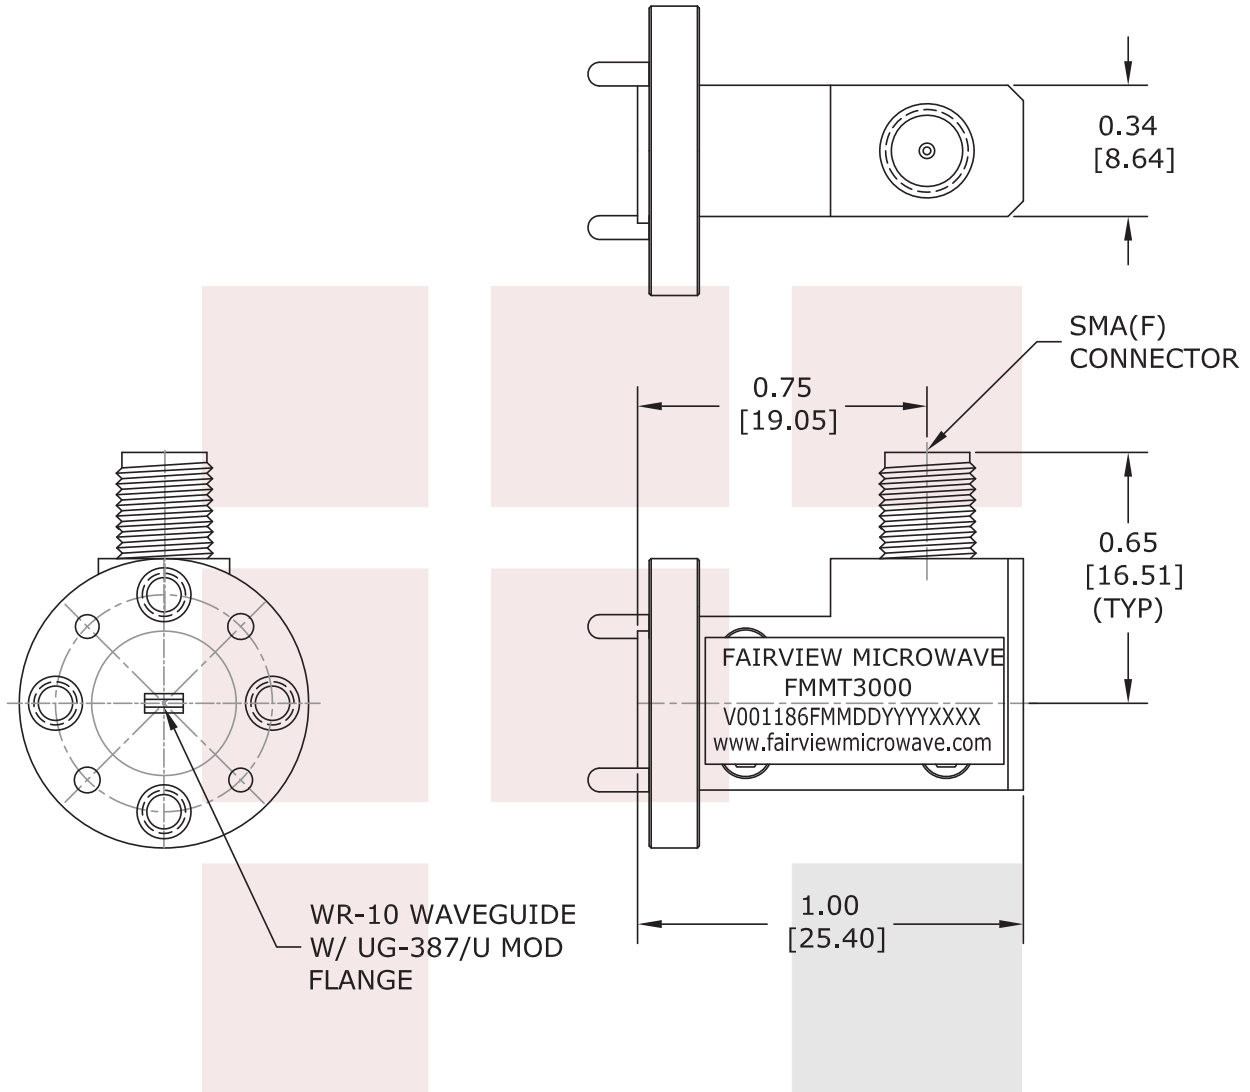 0.34
[8.64]
SMA(F)
CONNECTOR
0.75
[19.05]
0.65
[16.51]
(TYP)
FAIRVIEW MICROWAVE
FMMT3000
V001186FMMDDYYYYXXXX
www.fairviewmicrowave.com
1.00
[25.40]
WR-10 WAVEGUIDE
W/ UG-387/U MOD
FLANGE